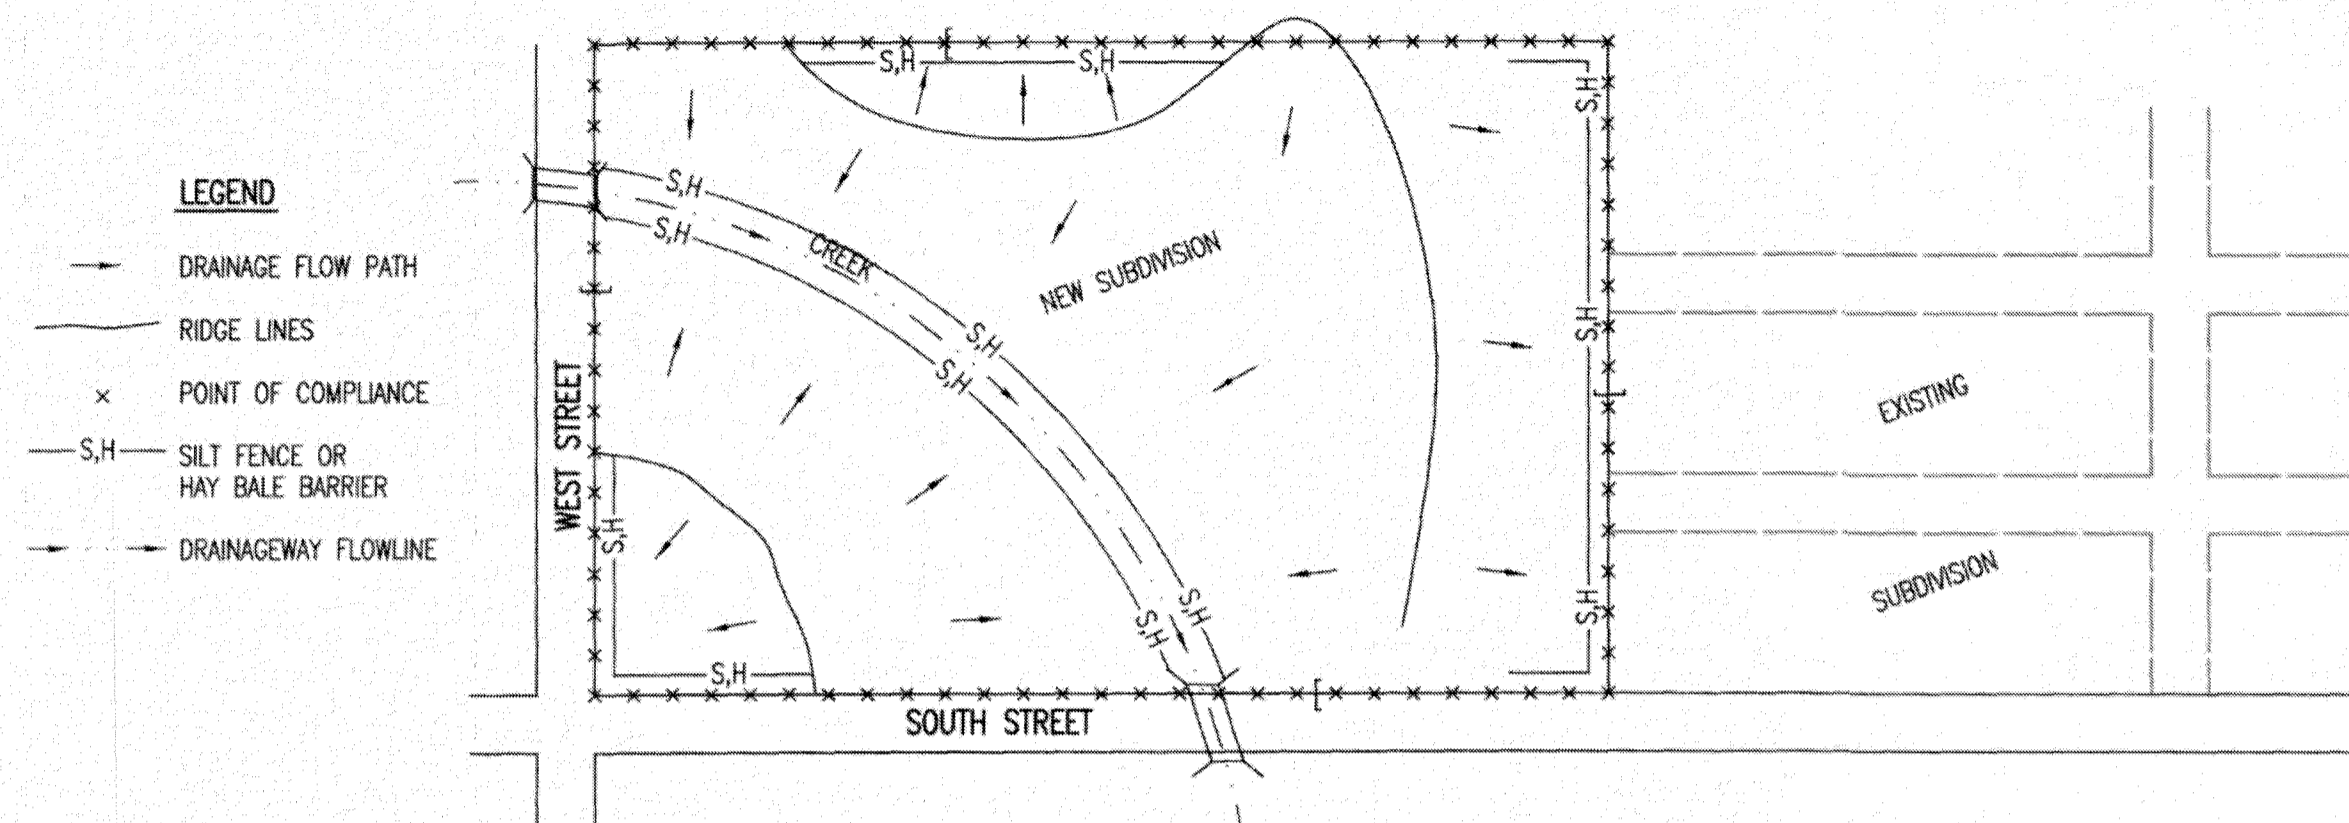 LEGEND
DRAINAGE FLOW PATH
RIDGE LINES
× POINT OF COMPLIANCE
S,H SILT FENCE OR
HAY BALE BARRIER
DRAINAGEWAY FLOWLINE
S,H
S,H
S,H
S,H
S,H
CREEK
NEW SUBDIVISION
S,H
S,H
S,H
WEST STREET
EXISTING
S,H
S,H
S,H
S,H
SUBDIVISION
S,H
SOUTH STREET